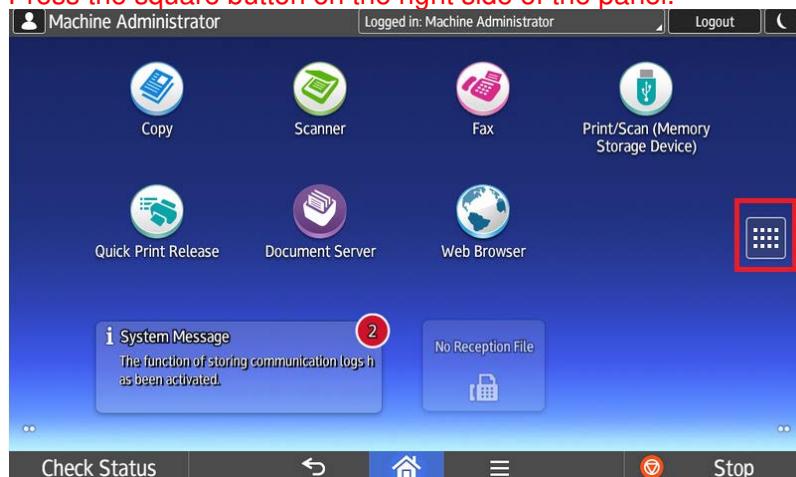 Press the square button on the right side of the panel.
Machine Administrator
Logged in: Machine Administrator
Logout
Copy
Scanner
Fax
Print/Scan (Memory
Storage Device)
Quick Print Release
Document Server
Web Browser
i System Message
2
The function of storing communication logs h
as been activated.
No Reception File
Check Status
Stop